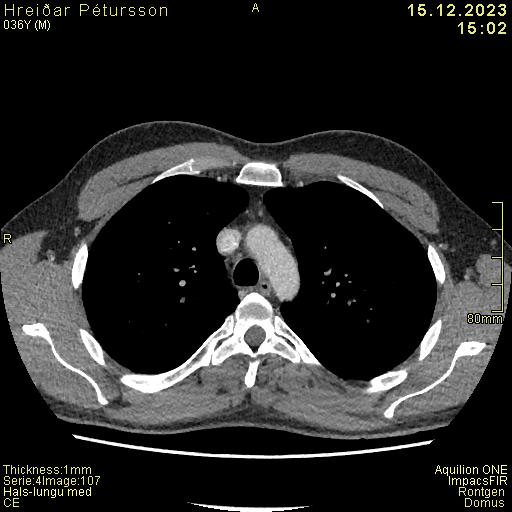 Hreiðar Pétursson
036Y (M)
A
15.12.2023
15:02
R
80mm
Thickness:1mm
Serie:4Image:107
Hals-lungu med
CE
Aquilion ONE
ImpacsFIR
Rontgen
Domus